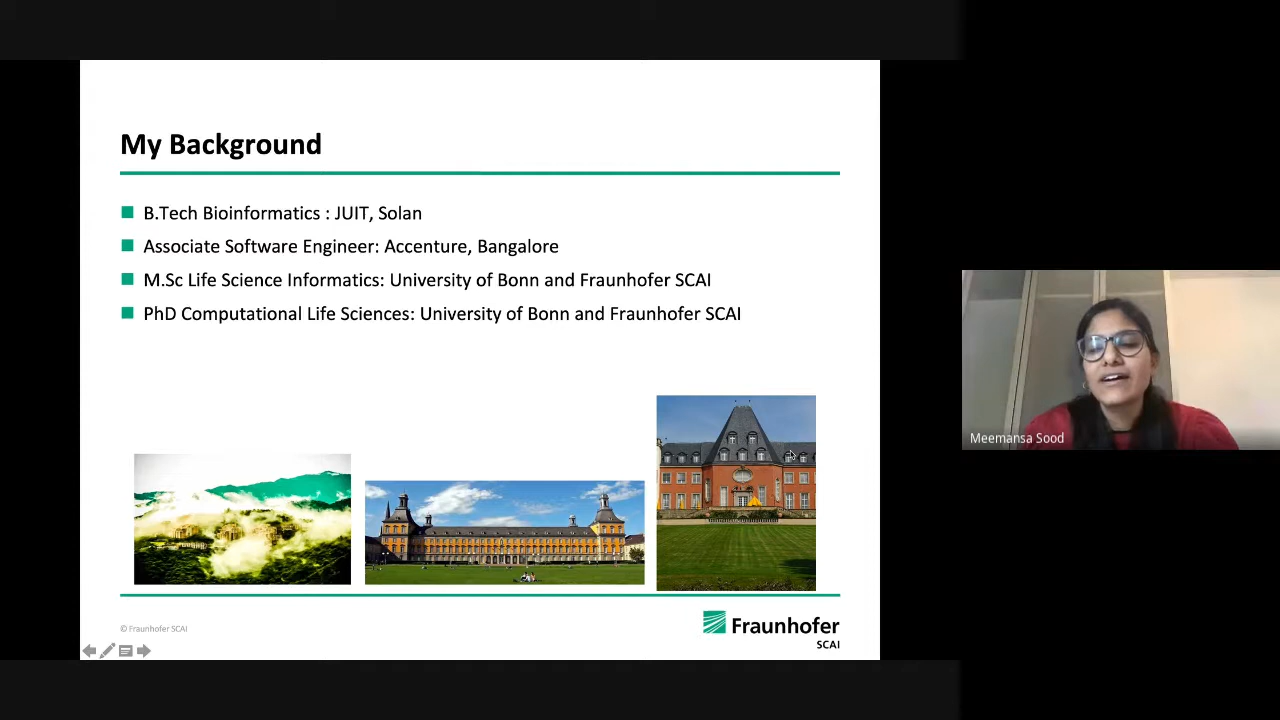 My Background
B.Tech Bioinformatics : JUIT, Solan
Associate Software Engineer: Accenture, Bangalore
M.Sc Life Science Informatics: University of Bonn and Fraunhofer SCAI
PhD Computational Life Sciences: University of Bonn and Fraunhofer SCAI
Meemansa Sood
© Fraunhofer SCAI
Fraunhofer
SCAI